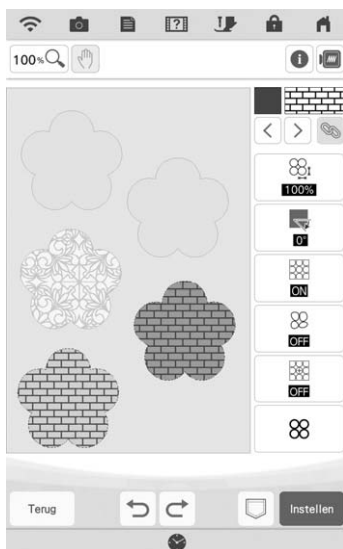 100%
100%
0°
ON
OFF
OFF
Terug
Instellen